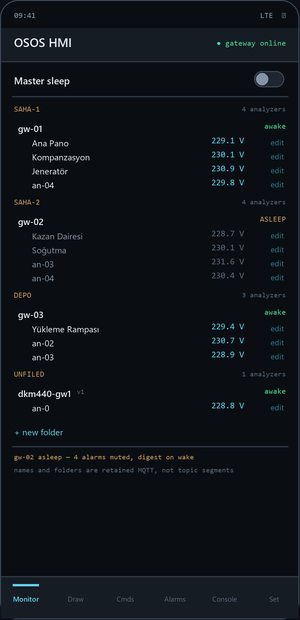 09:41 LTE
OSOS HMI ● gateway online
Master sleep
SAHA-1 4 analyzers
gw-01 awake
Ana Pano 229.1 V edit
Kompanzasyon 230.1 V edit
Jeneratör 230.9 V edit
an-04 229.8 V edit
SAHA-2 4 analyzers
gw-02 ASLEEP
Kazan Dairesi 228.7 V edit
Soğutma 230.1 V edit
an-03 231.6 V edit
an-04 230.4 V edit
DEPO 3 analyzers
gw-03 awake
Yükleme Rampası 229.4 V edit
an-02 230.7 V edit
an-03 228.9 V edit
UNFILED 1 analyzers
dkm440-gw1 v1 awake
an-0 228.8 V edit
+ new folder
gw-02 asleep — 4 alarms muted, digest on wake
names and folders are retained MQTT, not topic segments
Monitor Draw Cmds Alarms Console Set